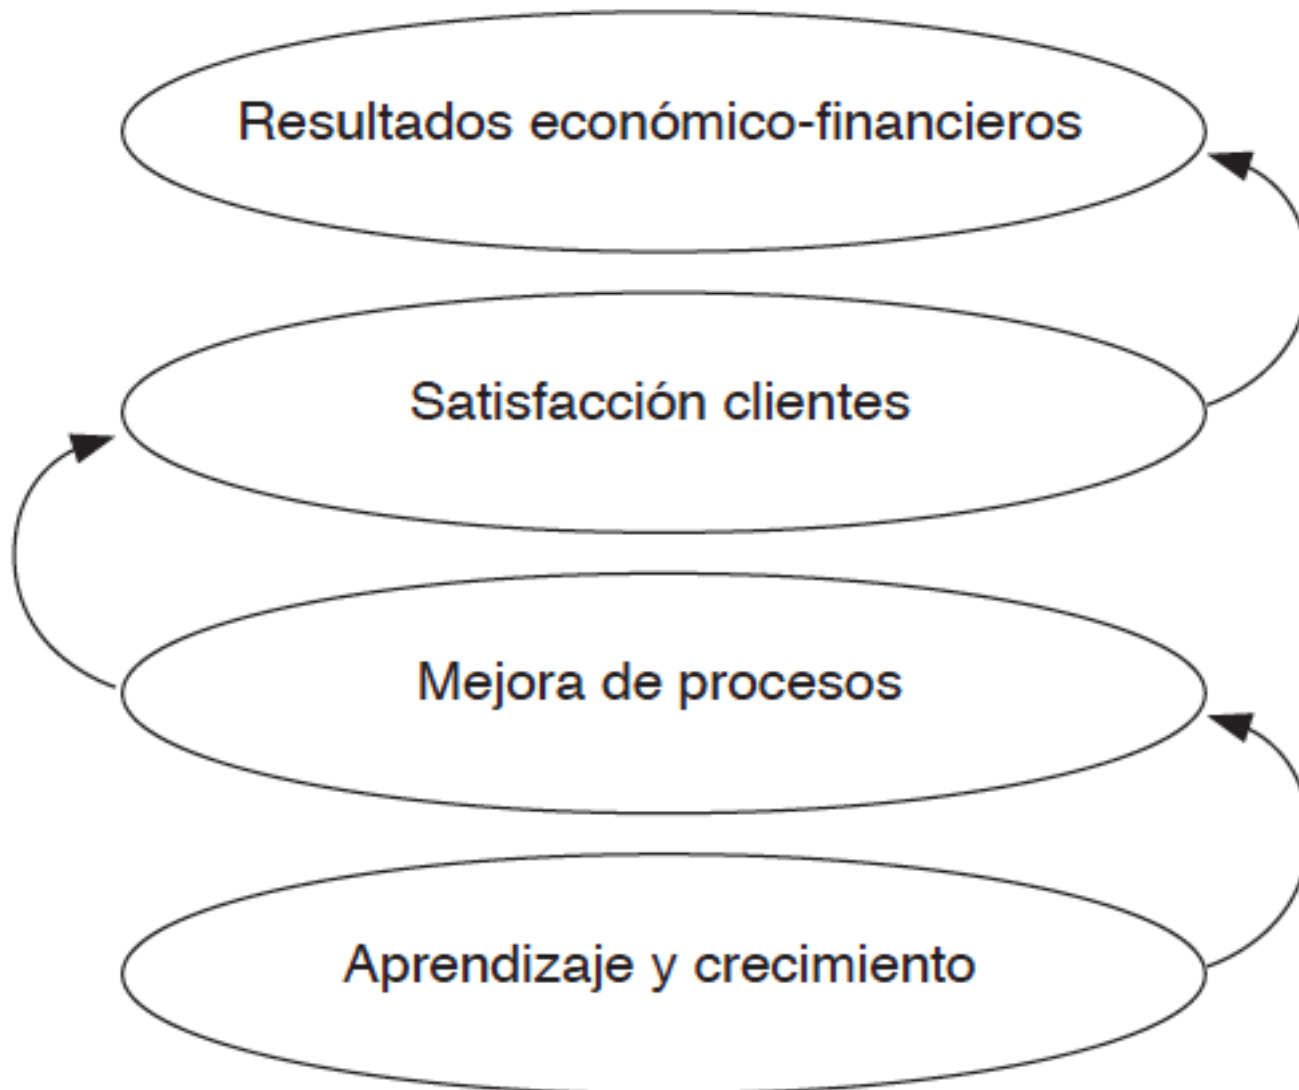 Resultados económico-financieros
Satisfacción clientes
Mejora de procesos
Aprendizaje y crecimiento